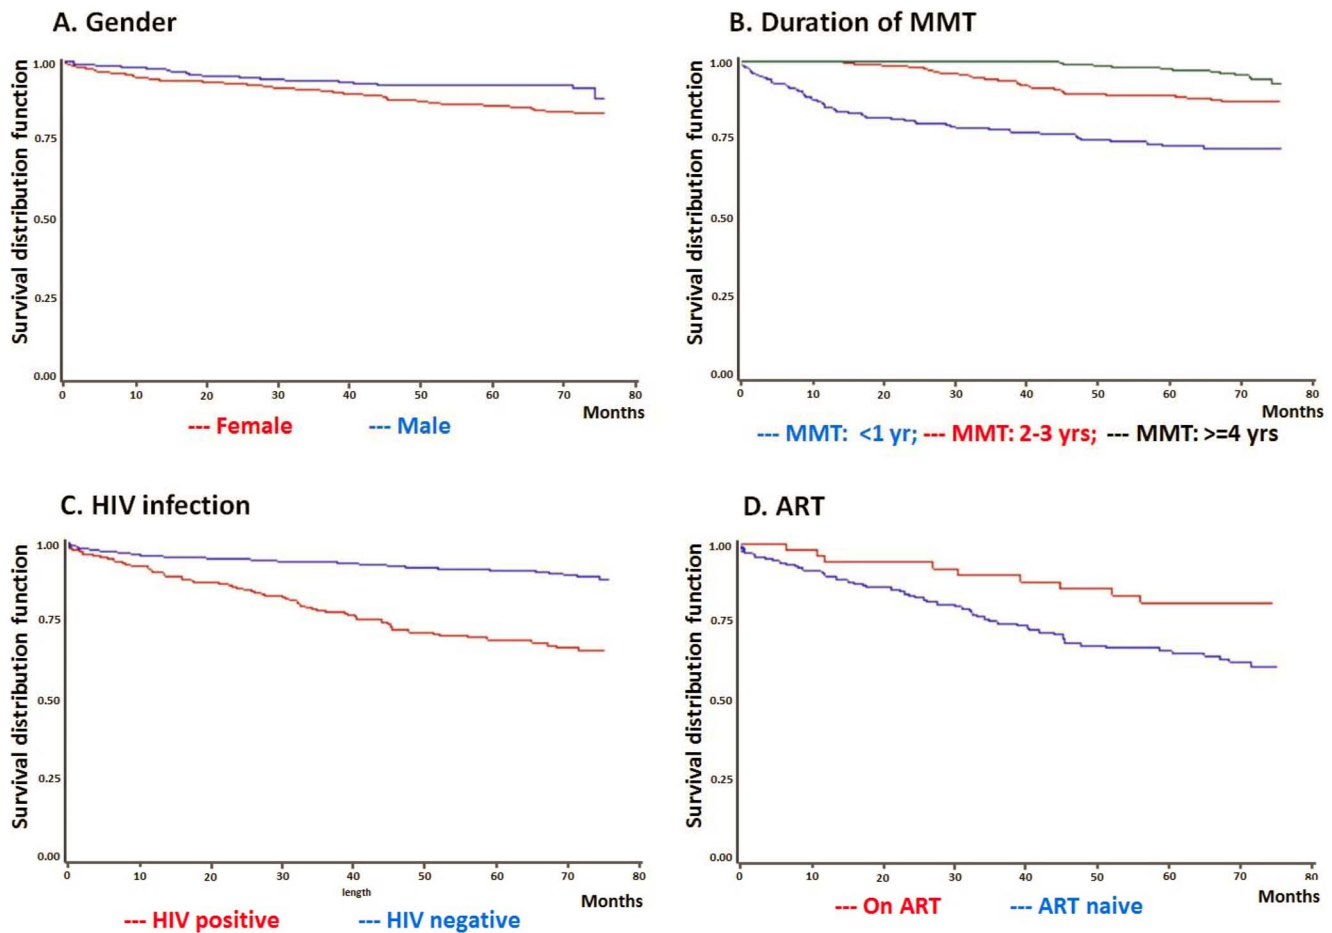 A. Gender
Survival distribution function
1.00
0.75
0.50
0.25
0.00
0 10 20 30 40 50 60 70 80
Months
--- Female --- Male
B. Duration of MMT
Survival distribution function
1.00
0.75
0.50
0.25
0.00
0 10 20 30 40 50 60 70 80
Months
--- MMT: <1 yr; --- MMT: 2-3 yrs; --- MMT: >=4 yrs
C. HIV infection
Survival distribution function
1.00
0.75
0.50
0.25
0.00
0 10 20 30 40 50 60 70 80
length
Months
--- HIV positive --- HIV negative
D. ART
Survival distribution function
1.00
0.75
0.50
0.25
0.00
0 10 20 30 40 50 60 70 80
Months
--- On ART --- ART naive